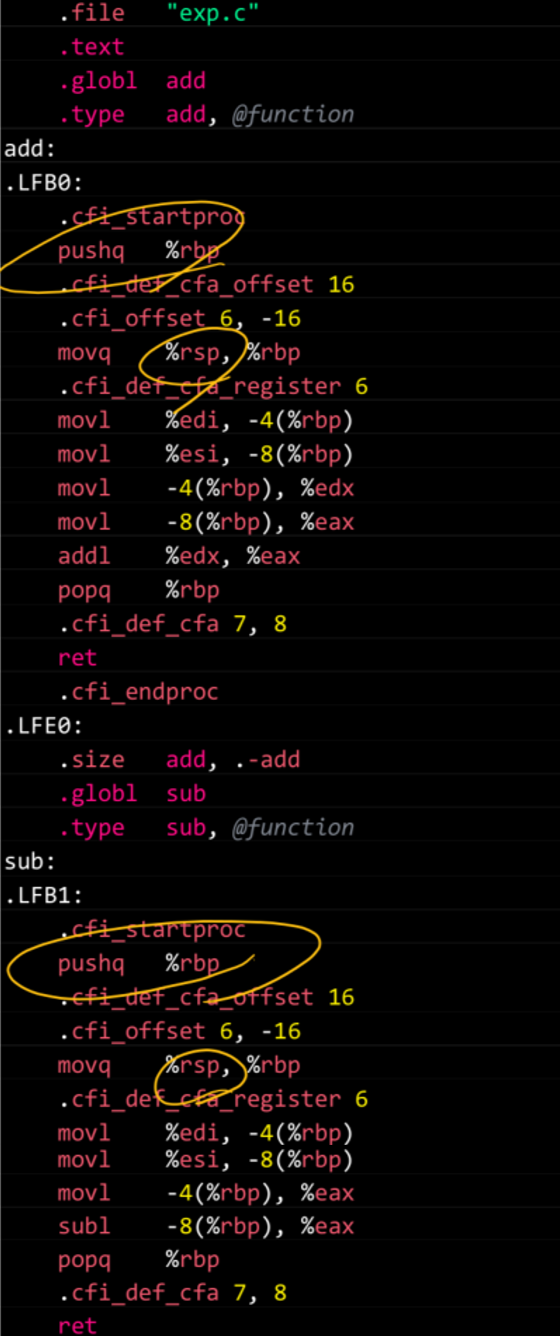 .file "exp.c"
.text
.globl add
.type add, @function
add:
.LFB0:
.cfi_startproc
pushq %rbp
.cfi_def_cfa_offset 16
.cfi_offset 6, -16
movq %rsp, %rbp
.cfi_def_cfa_register 6
movl %edi, -4(%rbp)
movl %esi, -8(%rbp)
movl -4(%rbp), %edx
movl -8(%rbp), %eax
addl %edx, %eax
popq %rbp
.cfi_def_cfa 7, 8
ret
.cfi_endproc
.LFE0:
.size add, .-add
.globl sub
.type sub, @function
sub:
.LFB1:
.cfi_startproc
pushq %rbp
.cfi_def_cfa_offset 16
.cfi_offset 6, -16
movq %rsp, %rbp
.cfi_def_cfa_register 6
movl %edi, -4(%rbp)
movl %esi, -8(%rbp)
movl -4(%rbp), %eax
subl -8(%rbp), %eax
popq %rbp
.cfi_def_cfa 7, 8
ret